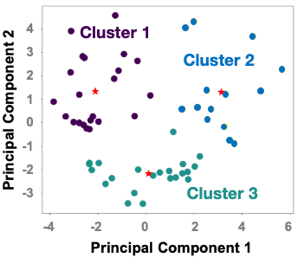 Cluster 1
Cluster 2
Cluster 3
Principal Component 2
4
3
2
1
0
-1
-2
-3
-4
-2
0
2
4
Principal Component 1